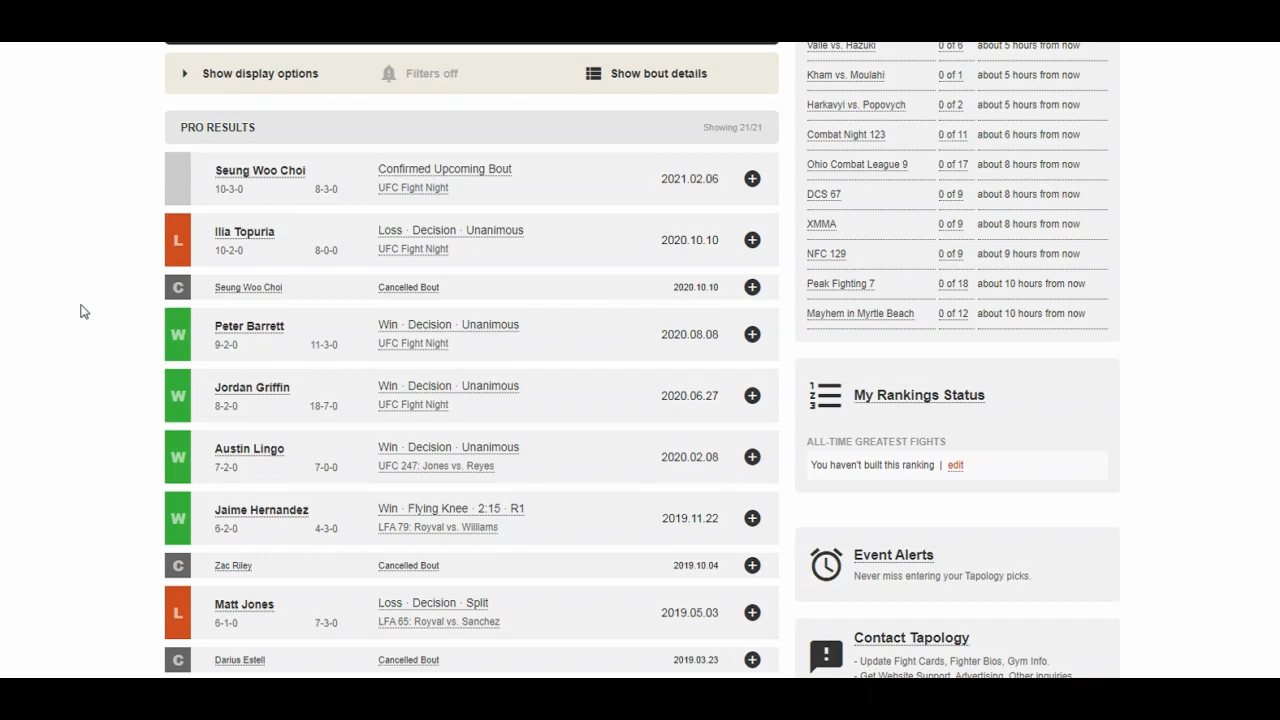 Show display options
Filters off
Show bout details
PRO RESULTS
Showing 21/21
Seung Woo Choi
Confirmed Upcoming Bout
2021.02.06
10-3-0
8-3-0
UFC Fight Night
L
Ilia Topuria
Loss · Decision · Unanimous
2020.10.10
10-2-0
8-0-0
UFC Fight Night
C
Seung Woo Choi
Cancelled Bout
2020.10.10
W
Peter Barrett
Win · Decision · Unanimous
2020.08.08
9-2-0
11-3-0
UFC Fight Night
W
Jordan Griffin
Win · Decision · Unanimous
2020.06.27
8-2-0
18-7-0
UFC Fight Night
W
Austin Lingo
Win · Decision · Unanimous
2020.02.08
7-2-0
7-0-0
UFC 247: Jones vs. Reyes
W
Jaime Hernandez
Win · Flying Knee · 2:15 · R1
2019.11.22
6-2-0
4-3-0
LFA 79: Royval vs. Williams
C
Zac Riley
Cancelled Bout
2019.10.04
L
Matt Jones
Loss · Decision · Split
2019.05.03
6-1-0
7-3-0
LFA 65: Royval vs. Sanchez
C
Darius Estell
Cancelled Bout
2019.03.23
Valle vs. Hazuki 0 of 6 about 5 hours from now
Kham vs. Moulahi 0 of 1 about 5 hours from now
Harkavyi vs. Popovych 0 of 2 about 5 hours from now
Combat Night 123 0 of 11 about 6 hours from now
Ohio Combat League 9 0 of 17 about 8 hours from now
DCS 67 0 of 9 about 8 hours from now
XMMA 0 of 9 about 8 hours from now
NFC 129 0 of 9 about 9 hours from now
Peak Fighting 7 0 of 18 about 10 hours from now
Mayhem in Myrtle Beach 0 of 12 about 10 hours from now
1
2
3
My Rankings Status
ALL-TIME GREATEST FIGHTS
You haven't built this ranking | edit
Event Alerts
Never miss entering your Tapology picks.
Contact Tapology
- Update Fight Cards, Fighter Bios, Gym Info.
- Get Website Support, Advertising, Other inquiries.